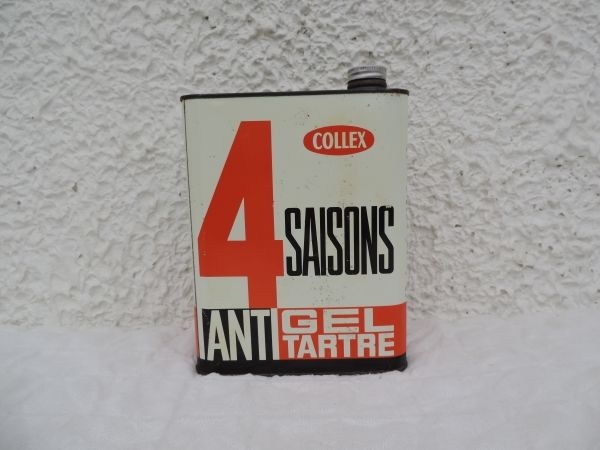 COLLEX
4 SAISONS
ANTI GEL
TARTRE